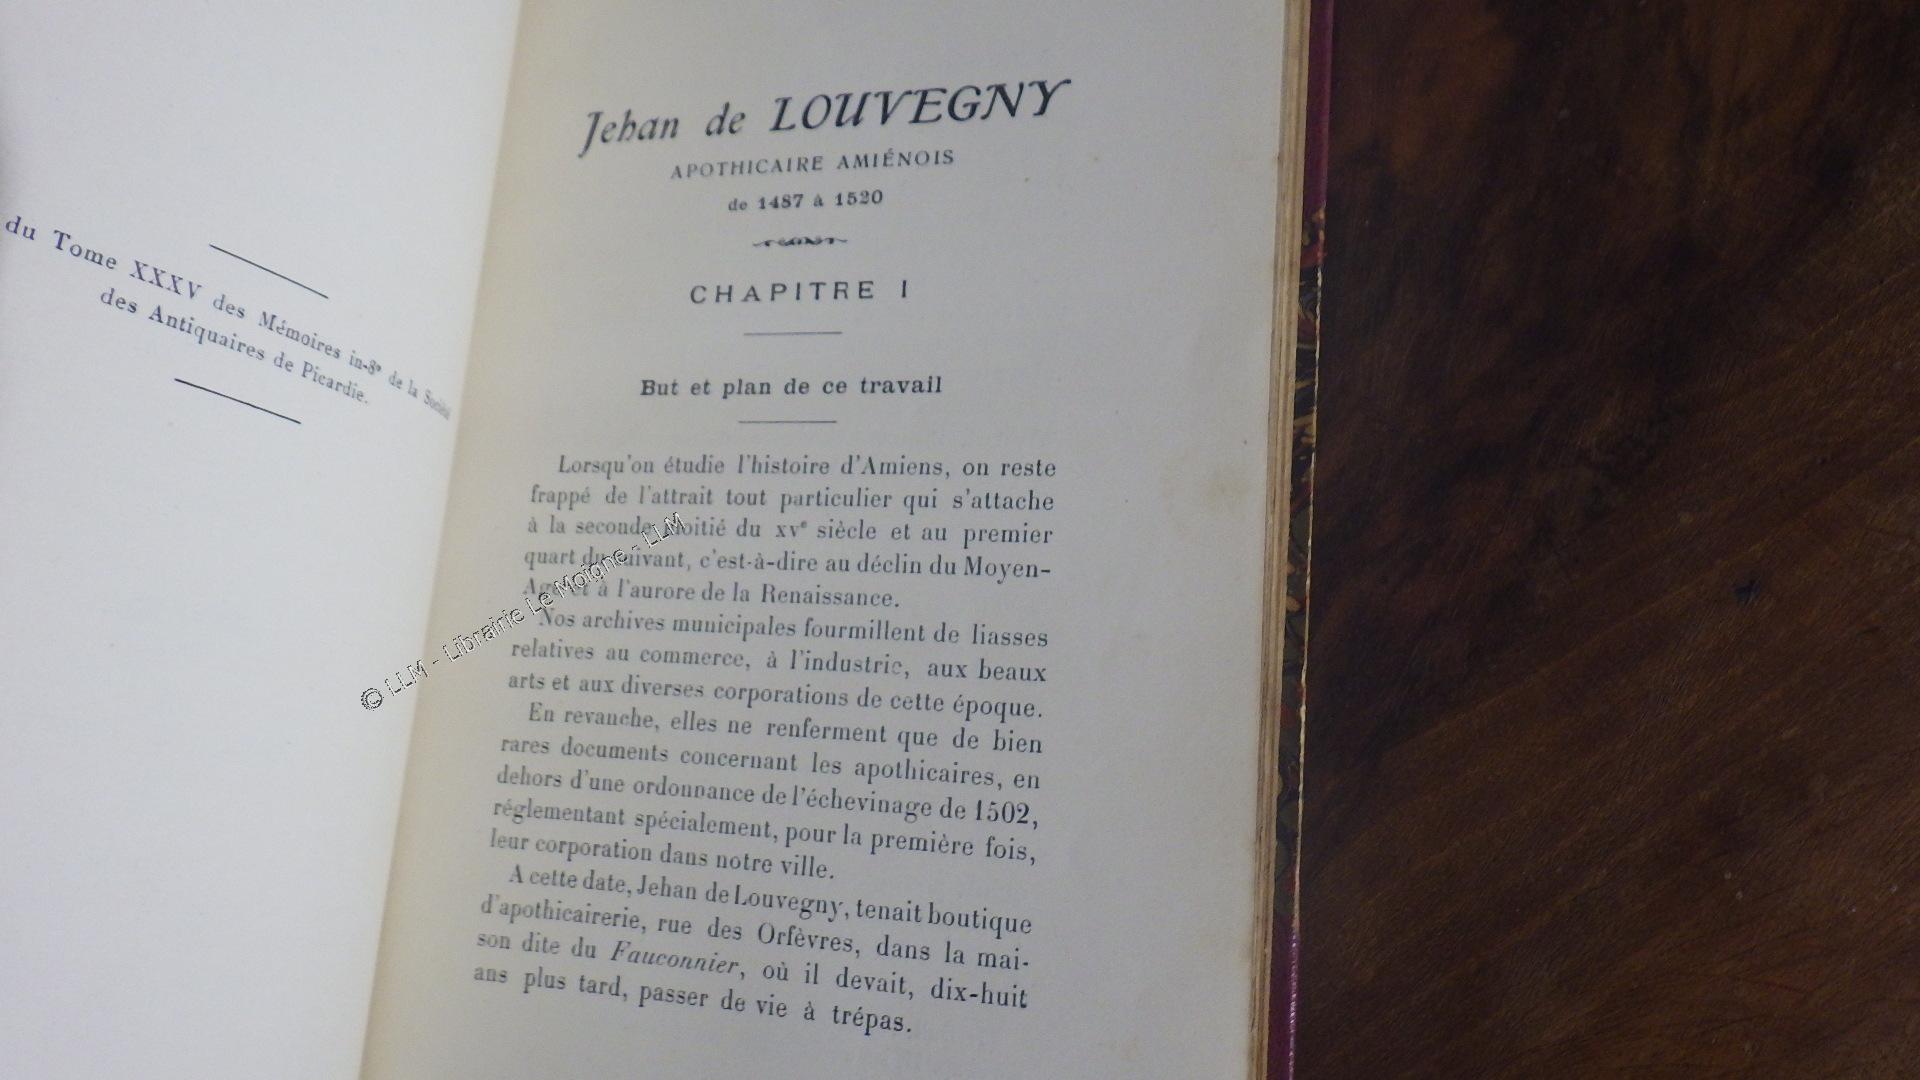 du Tome XXXV des Mémoires in-8° de la Société
des Antiquaires de Picardie.
Jehan de LOUVEGNY
APOTHICAIRE AMIÉNOIS
de 1487 à 1520
CHAPITRE I
But et plan de ce travail
Lorsqu'on étudie l'histoire d'Amiens, on reste
frappé de l'attrait tout particulier qui s'attache
à la seconde moitié du XVe siècle et au premier
quart du suivant, c'est-à-dire au déclin du Moyen-
Age et à l'aurore de la Renaissance.
Nos archives municipales fourmillent de liasses
relatives au commerce, à l'industrie, aux beaux
arts et aux diverses corporations de cette époque.
En revanche, elles ne renferment que de bien
rares documents concernant les apothicaires, en
dehors d'une ordonnance de l'échevinage de 1502,
réglementant spécialement, pour la première fois,
leur corporation dans notre ville.
A cette date, Jehan de Louvegny, tenait boutique
d'apothicairerie, rue des Orfèvres, dans la mai-
son dite du Fauconnier, où il devait, dix-huit
ans plus tard, passer de vie à trépas.
© LLM - Librairie Le Moigne - LLM